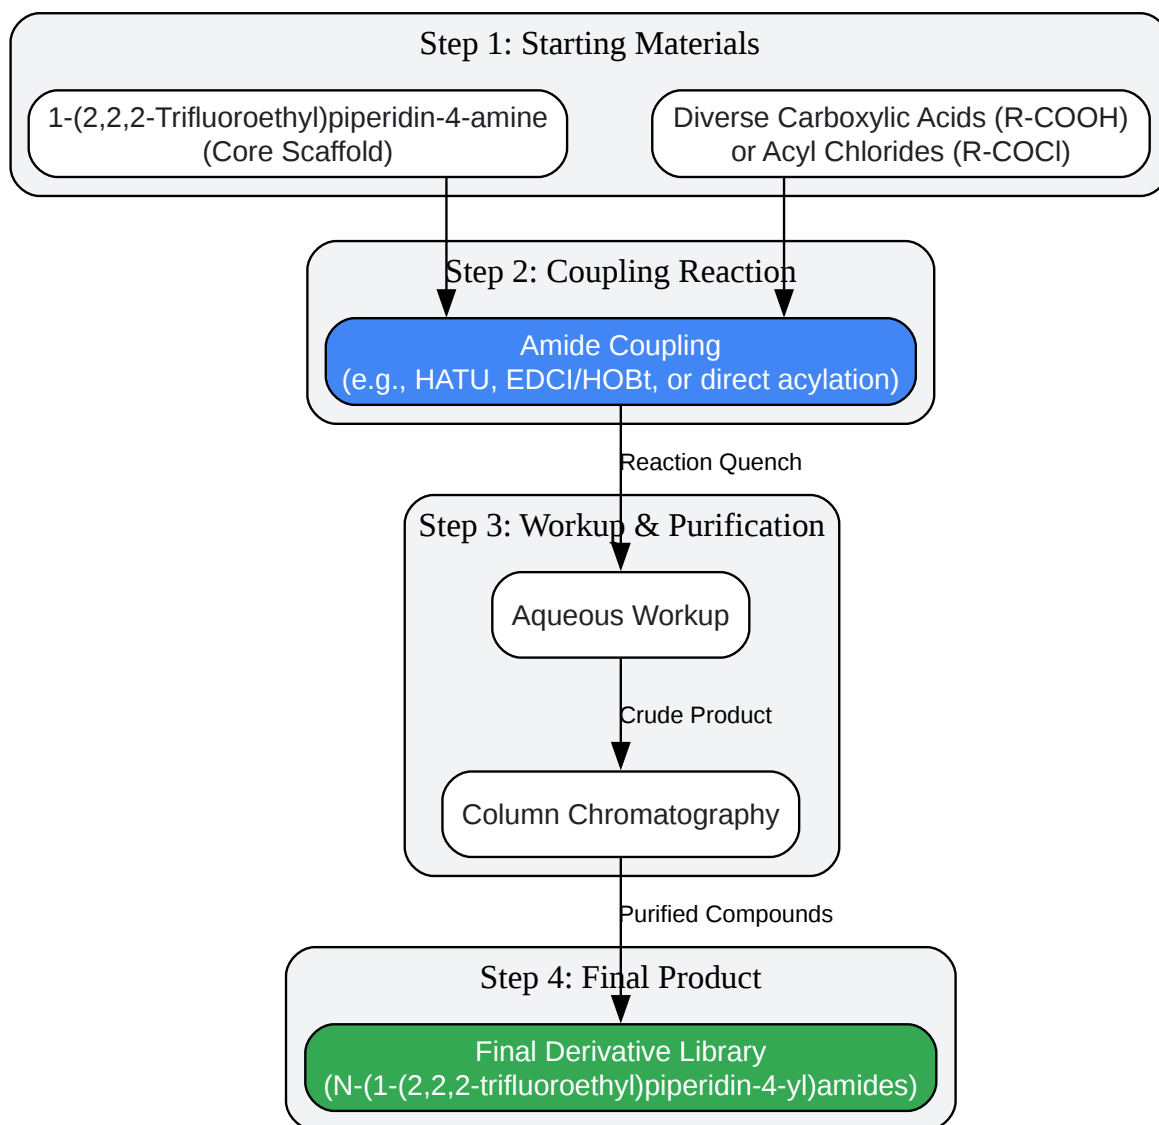 Step 1: Starting Materials
1-(2,2,2-Trifluoroethyl)piperidin-4-amine
(Core Scaffold)
Diverse Carboxylic Acids (R-COOH)
or Acyl Chlorides (R-COCl)
Step 2: Coupling Reaction
Amide Coupling
(e.g., HATU, EDCI/HOBt, or direct acylation)
Reaction Quench
Step 3: Workup & Purification
Aqueous Workup
Crude Product
Column Chromatography
Purified Compounds
Step 4: Final Product
Final Derivative Library
(N-(1-(2,2,2-trifluoroethyl)piperidin-4-yl)amides)